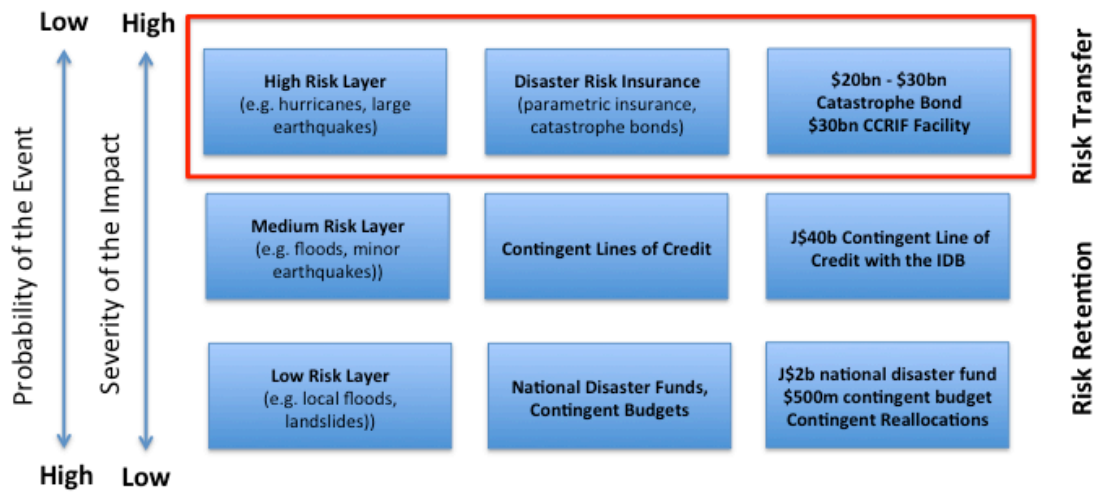 Low
High
Probability of the Event
Severity of the Impact
High
Low
High Risk Layer
(e.g. hurricanes, large
earthquakes)
Disaster Risk Insurance
(parametric insurance,
catastrophe bonds)
$20bn - $30bn
Catastrophe Bond
$30bn CCRIF Facility
Risk Transfer
Medium Risk Layer
(e.g. floods, minor
earthquakes))
Contingent Lines of Credit
J$40b Contingent Line of
Credit with the IDB
Low Risk Layer
(e.g. local floods,
landslides))
National Disaster Funds,
Contingent Budgets
J$2b national disaster fund
$500m contingent budget
Contingent Reallocations
Risk Retention